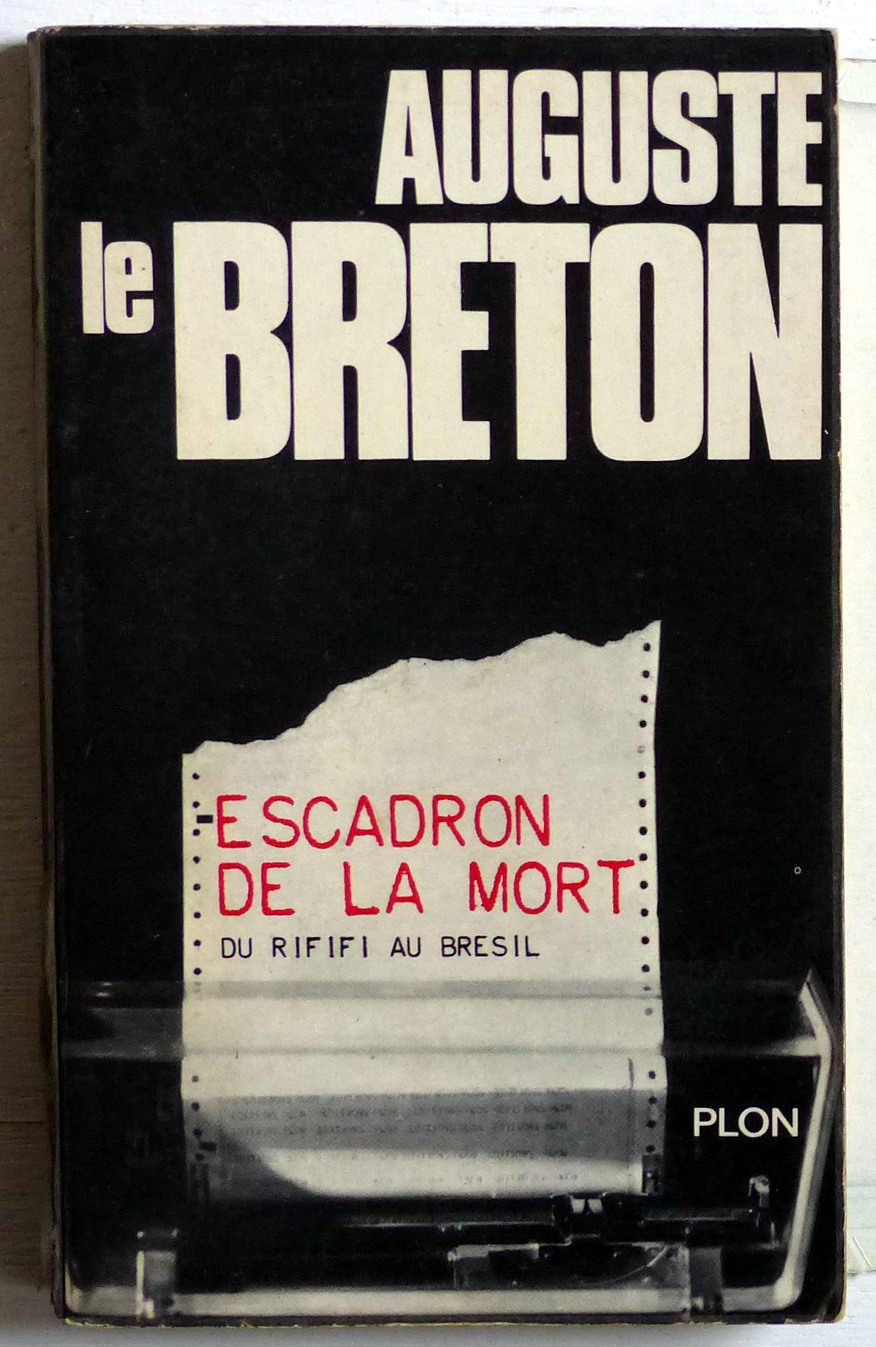 AUGUSTE
le BRETON
ESCADRON
DE LA MORT
DU RIFIFI AU BRESIL
PLON